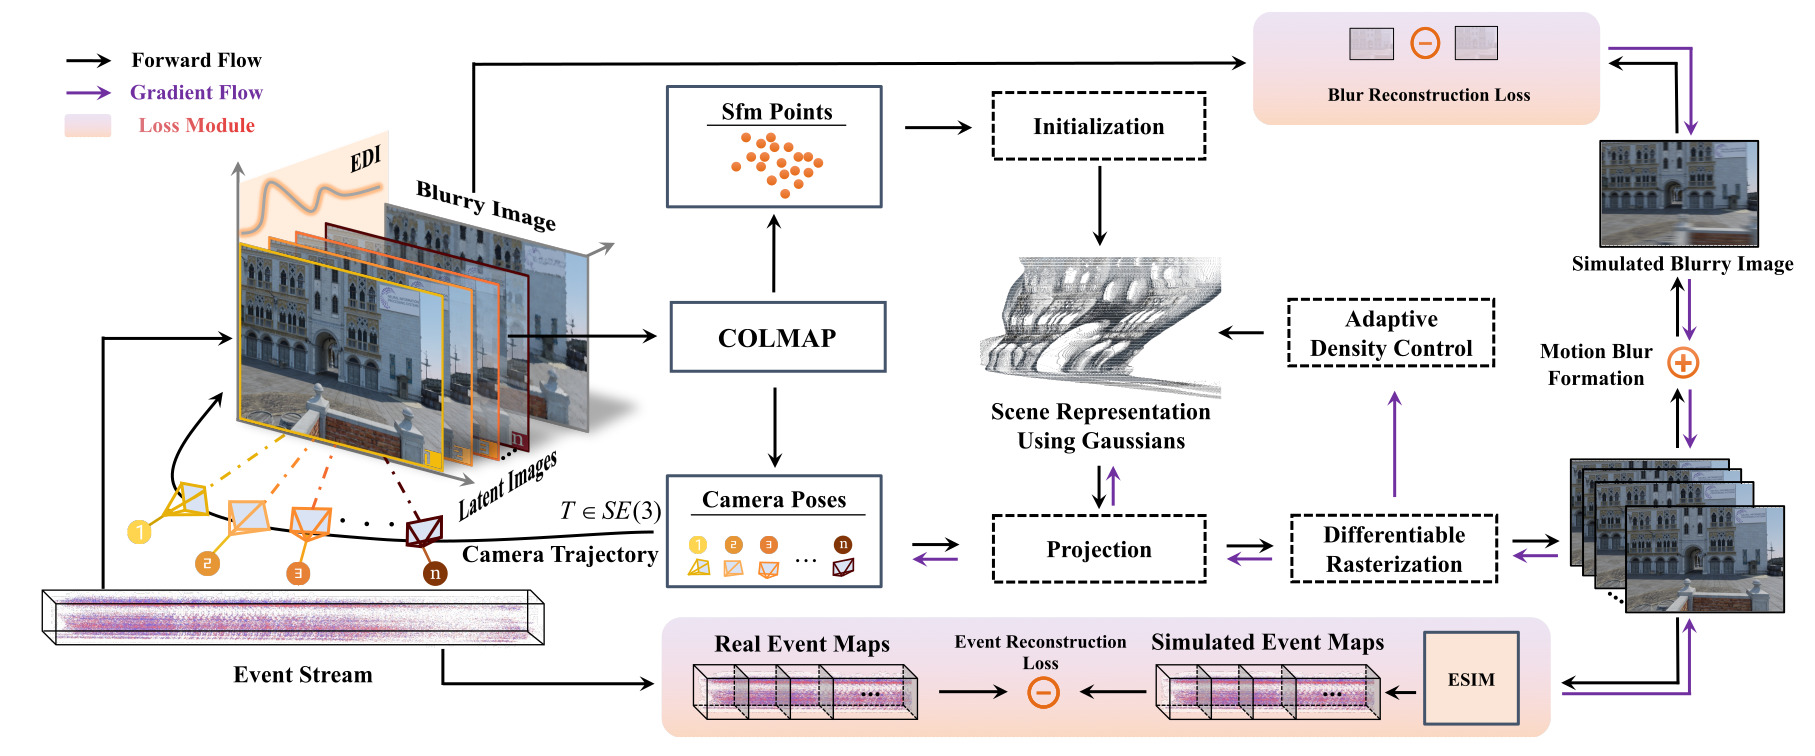 Forward Flow
Gradient Flow
Loss Module
EDI
Blurry Image
Latent Images
1
2
3
n
1
2
3
n
Camera Trajectory
T ∈ SE(3)
Event Stream
Sfm Points
COLMAP
Camera Poses
1
2
3
n
...
Initialization
Scene Representation
Using Gaussians
Projection
Adaptive
Density Control
Differentiable
Rasterization
Blur Reconstruction Loss
Simulated Blurry Image
Motion Blur
Formation
Real Event Maps
Event Reconstruction
Loss
Simulated Event Maps
ESIM